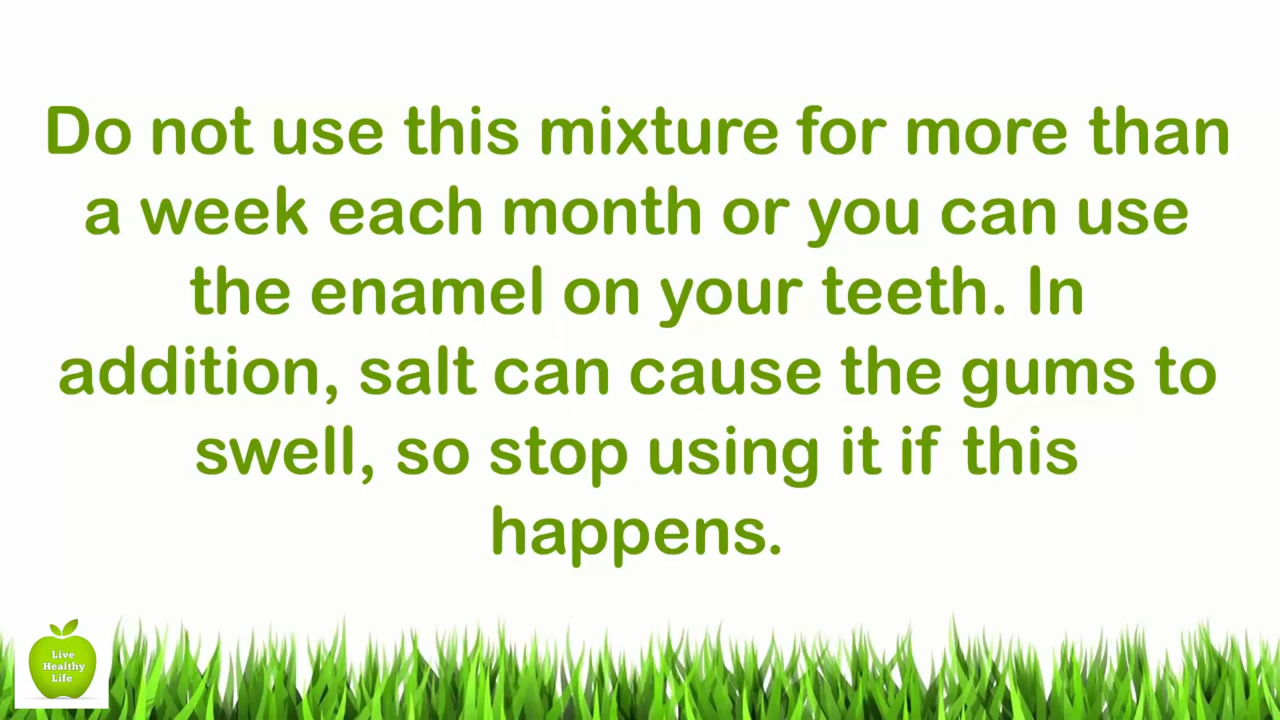 Do not use this mixture for more than
a week each month or you can use
the enamel on your teeth. In
addition, salt can cause the gums to
swell, so stop using it if this
happens.
Live
Healthy
Life